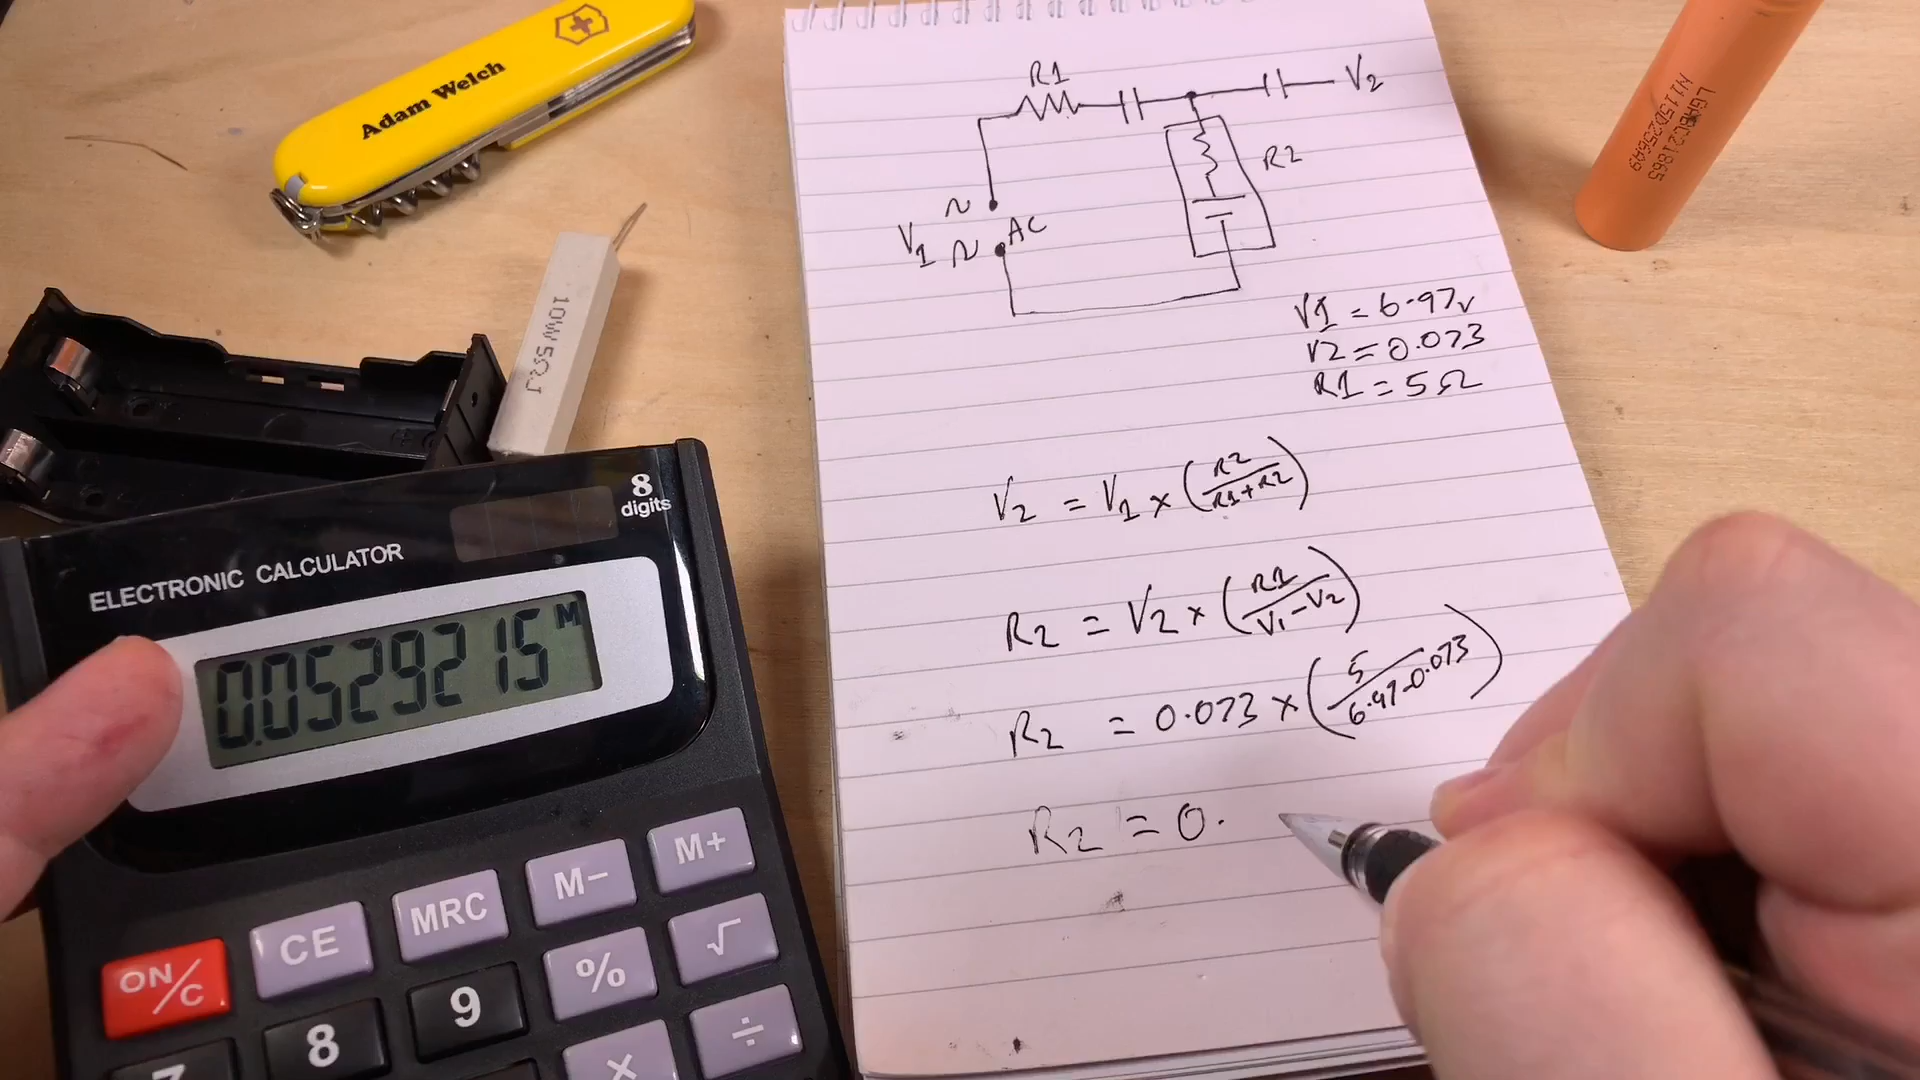 Adam Welch
R1
V2
R2
~
V1 ~ AC
V1 = 6.97v
V2 = 0.073
R1 = 5Ω
V2 = V1 × (R2/R1+R2)
R2 = V2 × (R1/V1-V2)
R2 = 0.073 × (5/6.97-0.073)
R2 = 0.
10W5ΩJ
8
digits
ELECTRONIC CALCULATOR
0.0529215 M
M+
M-
MRC
CE
ON/C
√
%
9
8
÷
×
7